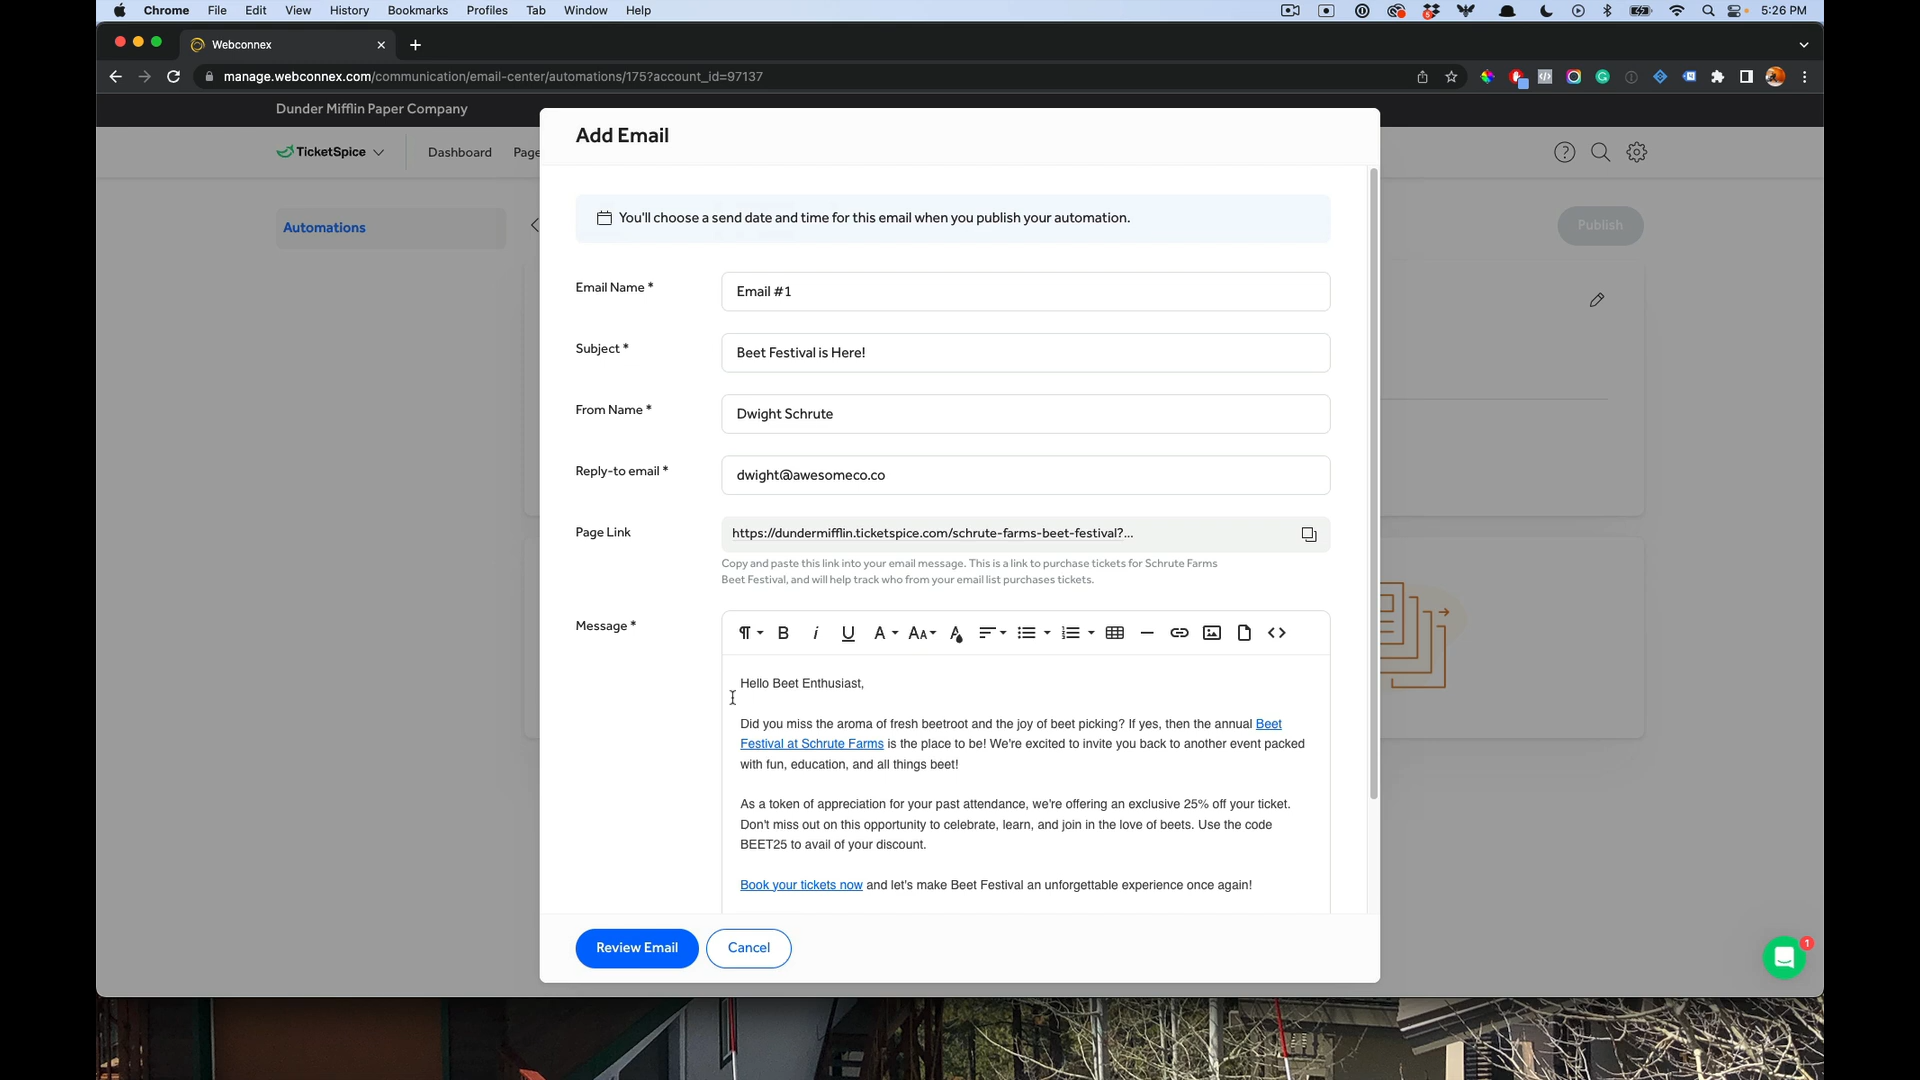 Chrome File Edit View History Bookmarks Profiles Tab Window Help 5:26 PM
Webconnex
manage.webconnex.com/communication/email-center/automations/175?account_id=97137
Dunder Mifflin Paper Company
TicketSpice Dashboard Page
Automations
Publish
Add Email
You'll choose a send date and time for this email when you publish your automation.
Email Name * Email #1
Subject * Beet Festival is Here!
From Name * Dwight Schrute
Reply-to email * dwight@awesomeco.co
Page Link https://dundermifflin.ticketspice.com/schrute-farms-beet-festival?...
Copy and paste this link into your email message. This is a link to purchase tickets for Schrute Farms
Beet Festival, and will help track who from your email list purchases tickets.
Message *
Hello Beet Enthusiast,
Did you miss the aroma of fresh beetroot and the joy of beet picking? If yes, then the annual Beet
Festival at Schrute Farms is the place to be! We're excited to invite you back to another event packed
with fun, education, and all things beet!
As a token of appreciation for your past attendance, we're offering an exclusive 25% off your ticket.
Don't miss out on this opportunity to celebrate, learn, and join in the love of beets. Use the code
BEET25 to avail of your discount.
Book your tickets now and let's make Beet Festival an unforgettable experience once again!
Review Email Cancel
1